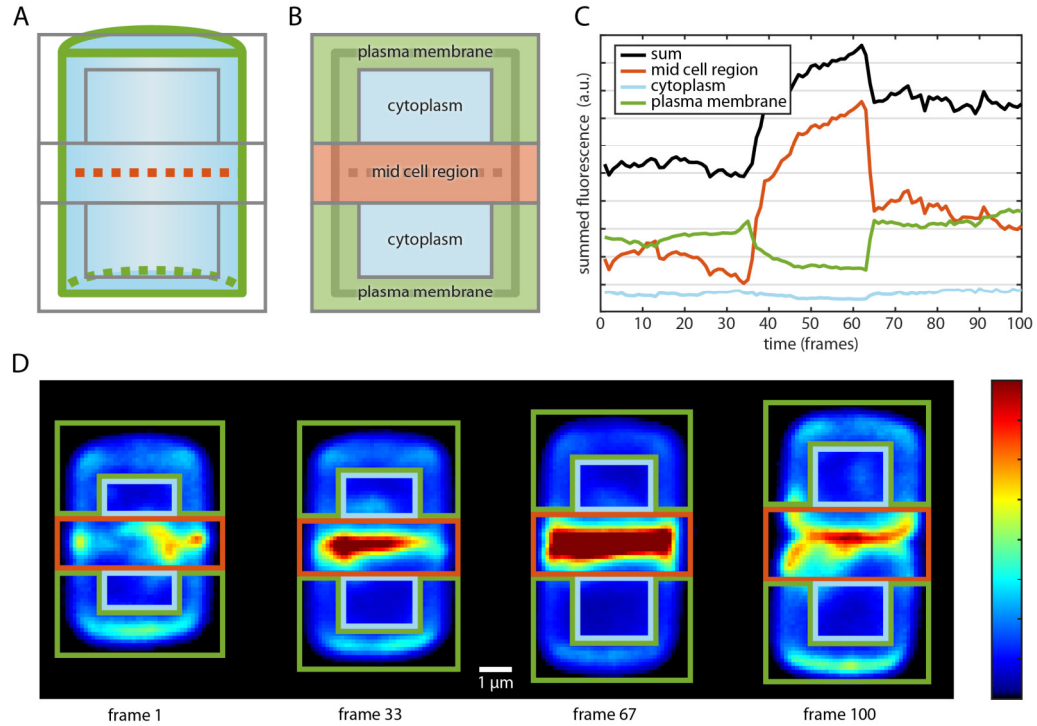 A
B
C
plasma membrane
cytoplasm
mid cell region
cytoplasm
plasma membrane
sum
mid cell region
cytoplasm
plasma membrane
summed fluorescence (a.u.)
0 10 20 30 40 50 60 70 80 90 100
time (frames)
D
1 μm
frame 1
frame 33
frame 67
frame 100